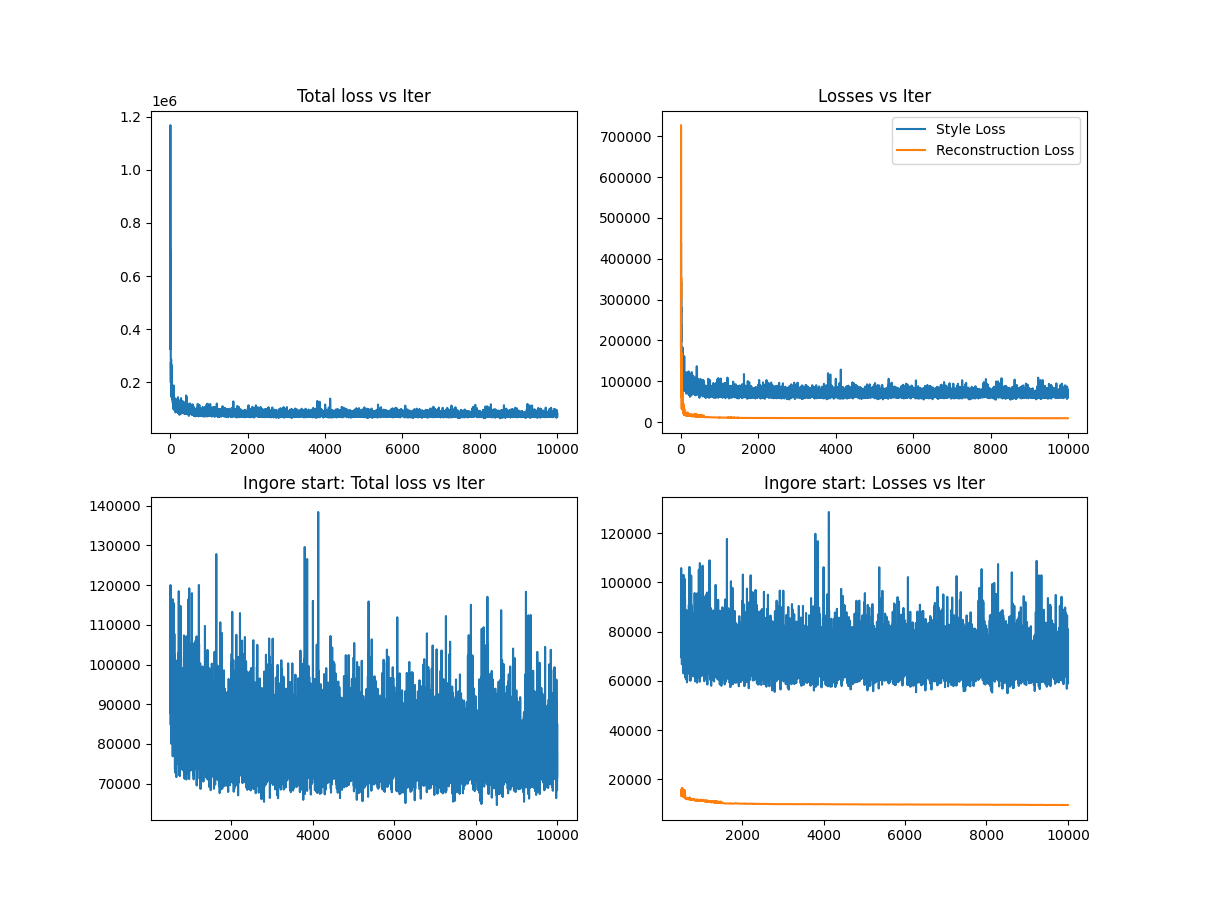 Total loss vs Iter
1e6
1.2
1.0
0.8
0.6
0.4
0.2
0 2000 4000 6000 8000 10000
Losses vs Iter
Style Loss
Reconstruction Loss
700000
600000
500000
400000
300000
200000
100000
0
0 2000 4000 6000 8000 10000
Ingore start: Total loss vs Iter
140000
130000
120000
110000
100000
90000
80000
70000
2000 4000 6000 8000 10000
Ingore start: Losses vs Iter
120000
100000
80000
60000
40000
20000
2000 4000 6000 8000 10000